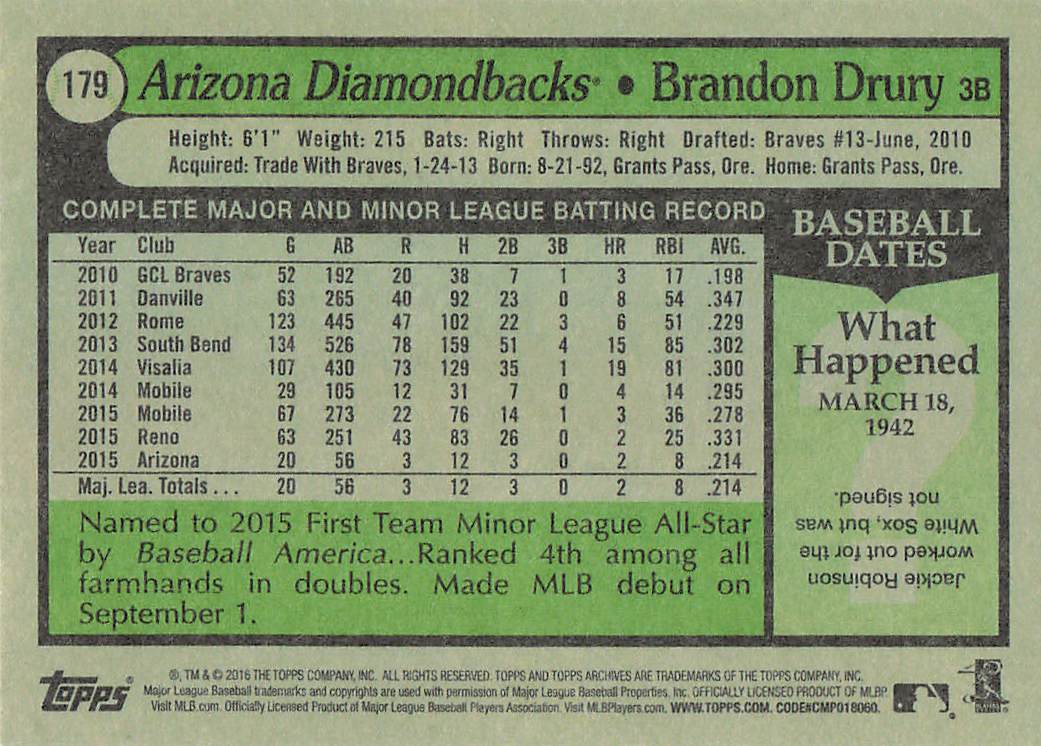 179 Arizona Diamondbacks® • Brandon Drury 3B
Height: 6'1" Weight: 215 Bats: Right Throws: Right Drafted: Braves #13-June, 2010
Acquired: Trade With Braves, 1-24-13 Born: 8-21-92, Grants Pass, Ore. Home: Grants Pass, Ore.
COMPLETE MAJOR AND MINOR LEAGUE BATTING RECORD
Year Club G AB R H 2B 3B HR RBI AVG.
2010 GCL Braves 52 192 20 38 7 1 3 17 .198
2011 Danville 63 265 40 92 23 0 8 54 .347
2012 Rome 123 445 47 102 22 3 6 51 .229
2013 South Bend 134 526 78 159 51 4 15 85 .302
2014 Visalia 107 430 73 129 35 1 19 81 .300
2014 Mobile 29 105 12 31 7 0 4 14 .295
2015 Mobile 67 273 22 76 14 1 3 36 .278
2015 Reno 63 251 43 83 26 0 2 25 .331
2015 Arizona 20 56 3 12 3 0 2 8 .214
Maj. Lea. Totals . . . 20 56 3 12 3 0 2 8 .214
Named to 2015 First Team Minor League All-Star
by Baseball America...Ranked 4th among all
farmhands in doubles. Made MLB debut on
September 1.
BASEBALL
DATES
What
Happened
MARCH 18,
1942
Jackie Robinson
worked out for the
White Sox, but was
not signed.
topps®
®, TM & © 2016 THE TOPPS COMPANY, INC. ALL RIGHTS RESERVED. TOPPS AND TOPPS ARCHIVES ARE TRADEMARKS OF THE TOPPS COMPANY, INC.
Major League Baseball trademarks and copyrights are used with permission of Major League Baseball Properties, Inc. OFFICIALLY LICENSED PRODUCT OF MLBP
Visit MLB.com. Officially Licensed Product of Major League Baseball Players Association. Visit MLBPlayers.com. WWW.TOPPS.COM. CODE#CMP018060.